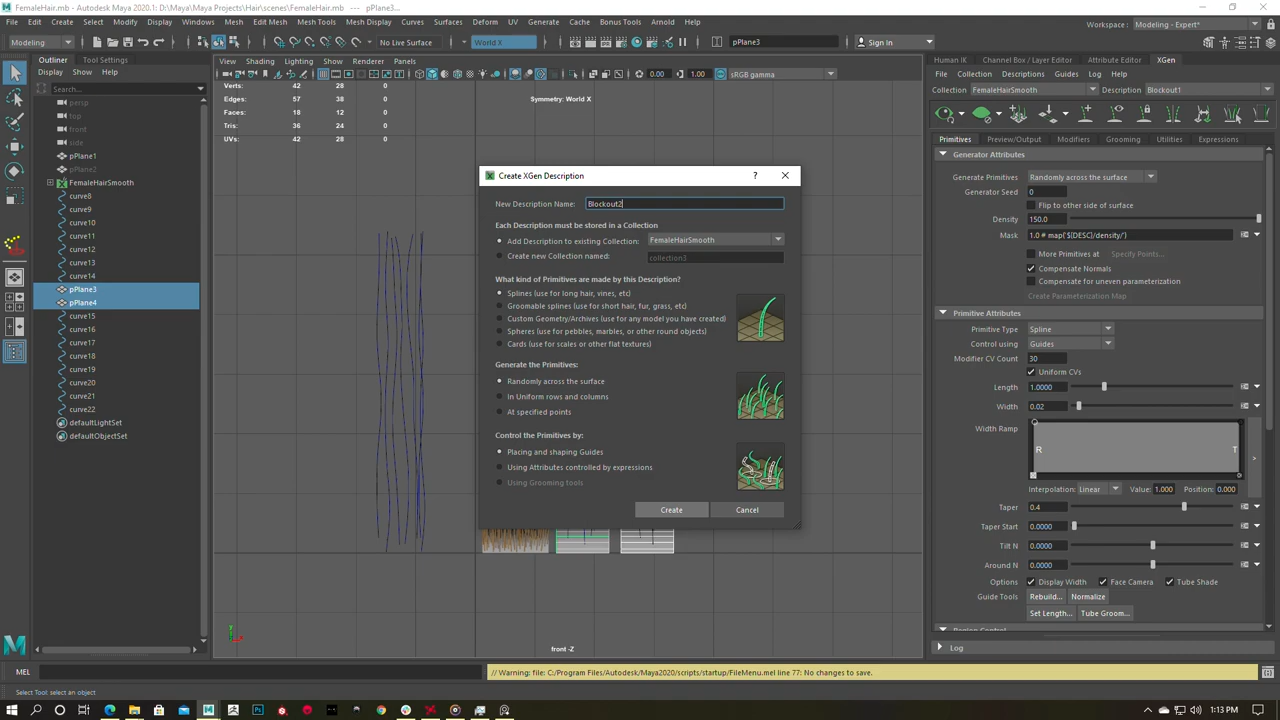 FemaleHair.mb - Autodesk Maya 2020.1: D:\Maya\Maya Projects\Hair\scenes\FemaleHair.mb --- pPlane3...
File Edit Create Select Modify Display Windows Mesh Edit Mesh Mesh Tools Mesh Display Curves Surfaces Deform UV Generate Cache Bonus Tools Arnold Help
Workspace : Modeling - Expert*
Modeling No Live Surface World X pPlane3 Sign In
Outliner Tool Settings
Display Show Help
Search...
persp
top
front
side
pPlane1
pPlane2
FemaleHairSmooth
curve8
curve9
curve10
curve11
curve12
curve13
curve14
pPlane3
pPlane4
curve15
curve16
curve17
curve18
curve19
curve20
curve21
curve22
defaultLightSet
defaultObjectSet
View Shading Lighting Show Renderer Panels
0.00 1.00 sRGB gamma
Verts: 42 28 0
Edges: 57 38 0
Faces: 18 12 0
Tris: 36 24 0
UVs: 42 28 0
Symmetry: World X
front -Z
Create XGen Description
?
New Description Name: Blockout2
Each Description must be stored in a Collection
Add Description to existing Collection: FemaleHairSmooth
Create new Collection named: collection3
What kind of Primitives are made by this Description?
Splines (use for long hair, vines, etc)
Groomable splines (use for short hair, fur, grass, etc)
Custom Geometry/Archives (use for any model you have created)
Spheres (use for pebbles, marbles, or other round objects)
Cards (use for scales or other flat textures)
Generate the Primitives:
Randomly across the surface
In Uniform rows and columns
At specified points
Control the Primitives by:
Placing and shaping Guides
Using Attributes controlled by expressions
Using Grooming tools
Create Cancel
Human IK Channel Box / Layer Editor Attribute Editor XGen
File Collection Descriptions Guides Log Help
Collection FemaleHairSmooth Description Blockout1
Primitives Preview/Output Modifiers Grooming Utilities Expressions
Generator Attributes
Generate Primitives Randomly across the surface
Generator Seed 0
Flip to other side of surface
Density 150.0
Mask 1.0 # map('${DESC}/density/')
More Primitives at Specify Points...
Compensate Normals
Compensate for uneven parameterization
Create Parameterization Map
Primitive Attributes
Primitive Type Spline
Control using Guides
Modifier CV Count 30
Uniform CVs
Length 1.0000
Width 0.02
Width Ramp R T >
Interpolation: Linear Value: 1.000 Position: 0.000
Taper 0.4
Taper Start 0.0000
Tilt N 0.0000
Around N 0.0000
Options Display Width Face Camera Tube Shade
Guide Tools Rebuild... Normalize
Set Length... Tube Groom...
Log
MEL // Warning: file: C:/Program Files/Autodesk/Maya2020/scripts/startup/FileMenu.mel line 77: No changes to save.
Select Tool: select an object
1:13 PM